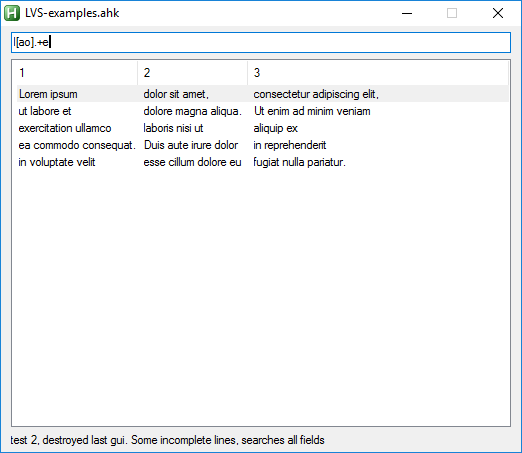 LVS-examples.ahk
l[ao].+e
1 2 3
Lorem ipsum dolor sit amet, consectetur adipiscing elit,
ut labore et dolore magna aliqua. Ut enim ad minim veniam
exercitation ullamco laboris nisi ut aliquip ex
ea commodo consequat. Duis aute irure dolor in reprehenderit
in voluptate velit esse cillum dolore eu fugiat nulla pariatur.
test 2, destroyed last gui. Some incomplete lines, searches all fields